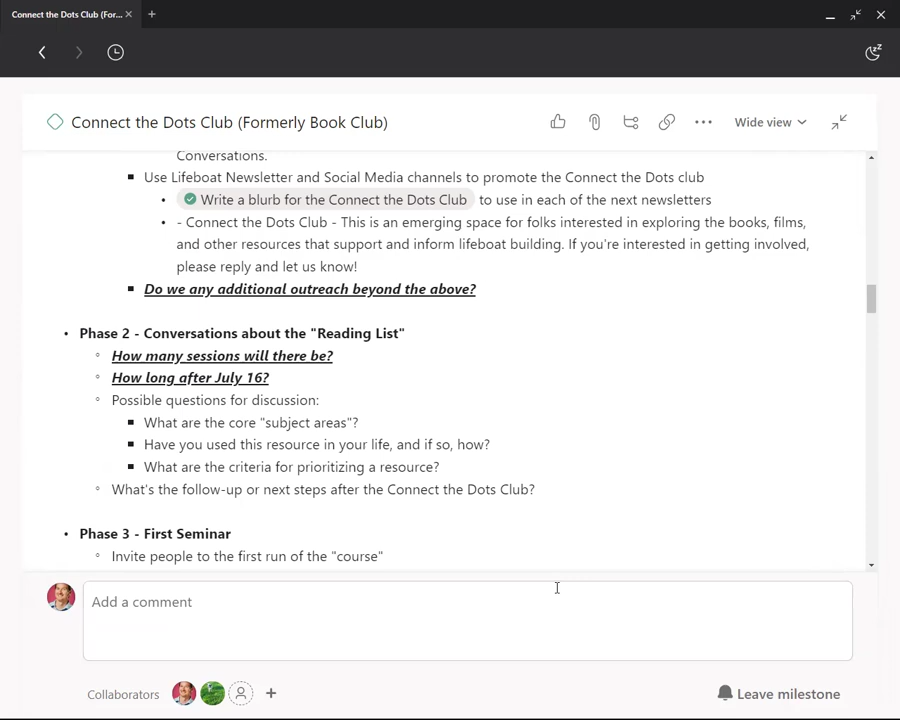 Connect the Dots Club (For...
Connect the Dots Club (Formerly Book Club)
Wide view
Conversations.
Use Lifeboat Newsletter and Social Media channels to promote the Connect the Dots club
Write a blurb for the Connect the Dots Club to use in each of the next newsletters
- Connect the Dots Club - This is an emerging space for folks interested in exploring the books, films,
and other resources that support and inform lifeboat building. If you're interested in getting involved,
please reply and let us know!
Do we any additional outreach beyond the above?
Phase 2 - Conversations about the "Reading List"
How many sessions will there be?
How long after July 16?
Possible questions for discussion:
What are the core "subject areas"?
Have you used this resource in your life, and if so, how?
What are the criteria for prioritizing a resource?
What's the follow-up or next steps after the Connect the Dots Club?
Phase 3 - First Seminar
Invite people to the first run of the "course"
Add a comment
Collaborators
Leave milestone